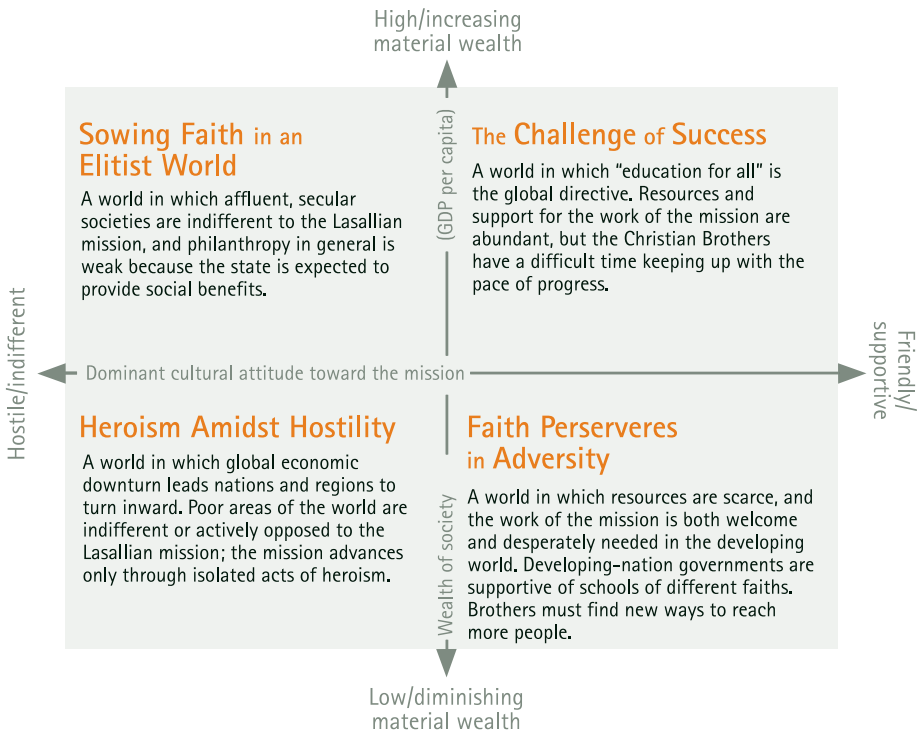 High/increasing
material wealth
(GDP per capita)
Sowing Faith in an
Elitist World
A world in which affluent, secular
societies are indifferent to the Lasallian
mission, and philanthropy in general is
weak because the state is expected to
provide social benefits.
The Challenge of Success
A world in which “education for all” is
the global directive. Resources and
support for the work of the mission are
abundant, but the Christian Brothers
have a difficult time keeping up with the
pace of progress.
Hostile/indifferent
Dominant cultural attitude toward the mission
Friendly/
supportive
Heroism Amidst Hostility
A world in which global economic
downturn leads nations and regions to
turn inward. Poor areas of the world are
indifferent or actively opposed to the
Lasallian mission; the mission advances
only through isolated acts of heroism.
Faith Perserveres
in Adversity
A world in which resources are scarce, and
the work of the mission is both welcome
and desperately needed in the developing
world. Developing-nation governments are
supportive of schools of different faiths.
Brothers must find new ways to reach
more people.
Wealth of society
Low/diminishing
material wealth